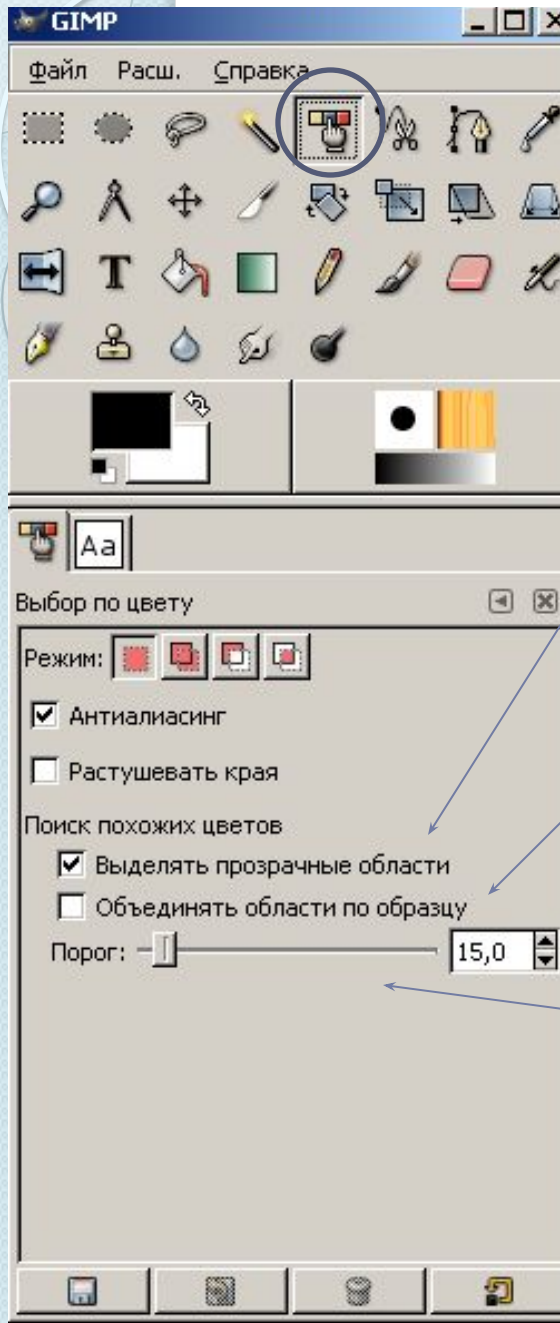 GIMP
Файл Расш. Справка
Aa
Выбор по цвету
Режим:
Антиалиасинг
Растушевать края
Поиск похожих цветов
Выделять прозрачные области
Объединять области по образцу
Порог: 15,0